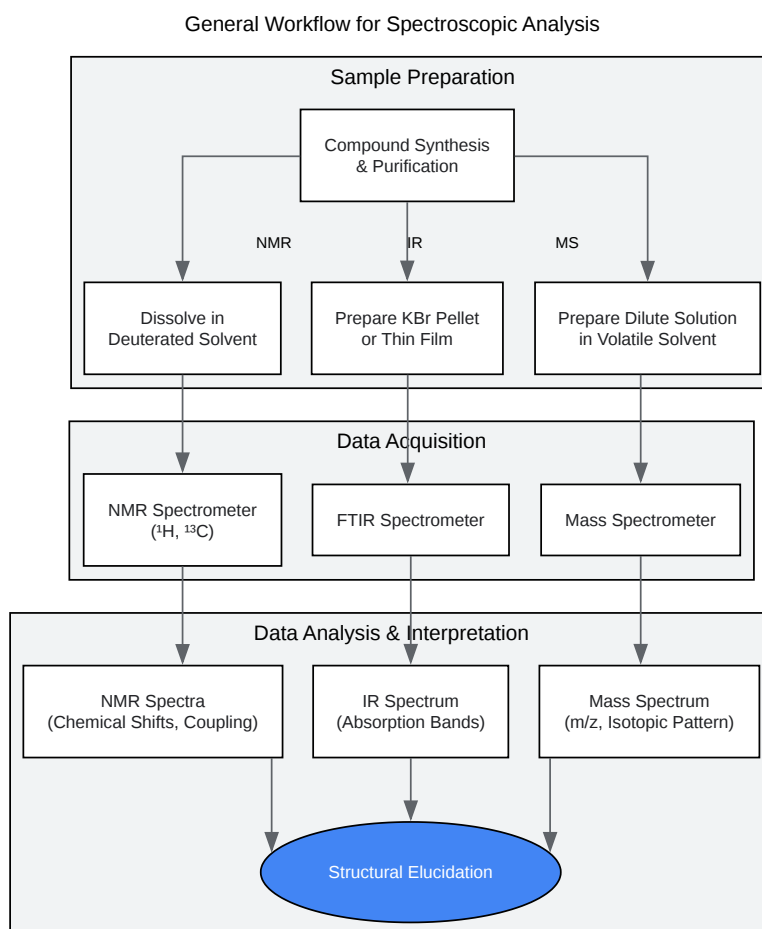 General Workflow for Spectroscopic Analysis
Sample Preparation
Compound Synthesis
& Purification
NMR
IR
MS
Dissolve in
Deuterated Solvent
Prepare KBr Pellet
or Thin Film
Prepare Dilute Solution
in Volatile Solvent
Data Acquisition
NMR Spectrometer
(¹H, ¹³C)
FTIR Spectrometer
Mass Spectrometer
Data Analysis & Interpretation
NMR Spectra
(Chemical Shifts, Coupling)
IR Spectrum
(Absorption Bands)
Mass Spectrum
(m/z, Isotopic Pattern)
Structural Elucidation